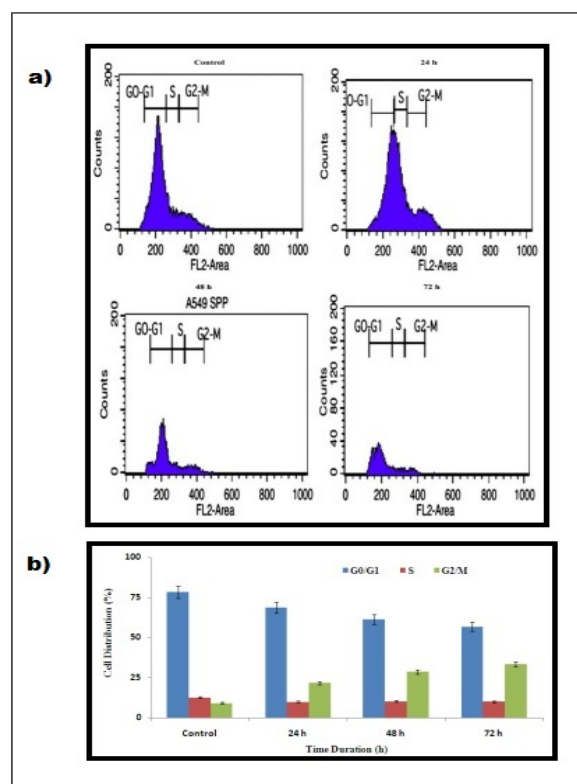 a)
Control
200
GO-G1 S G2-M
Counts
0
0 200 400 600 800 1000
FL2-Area
24 h
200
O-G1 S G2-M
Counts
0
0 200 400 600 800 1000
FL2-Area
48 h
A549 SPP
200
GO-G1 S G2-M
Counts
0
0 200 400 600 800 1000
FL2-Area
72 h
200
160
120
80
40
0
GO-G1 S G2-M
Counts
0 200 400 600 800 1000
FL2-Area
b)
100
75
50
25
0
Cell Distribution (%)
G0/G1 S G2/M
Control 24 h 48 h 72 h
Time Duration (h)